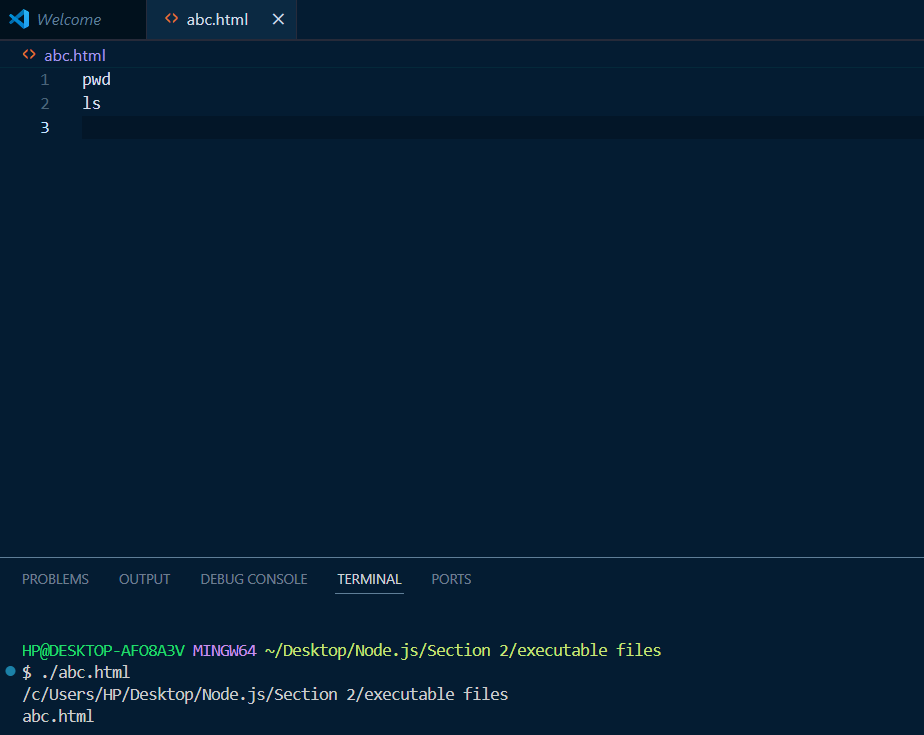 Welcome
abc.html
abc.html
1 pwd
2 ls
3
PROBLEMS OUTPUT DEBUG CONSOLE TERMINAL PORTS
HP@DESKTOP-AFO8A3V MINGW64 ~/Desktop/Node.js/Section 2/executable files
$ ./abc.html
/c/Users/HP/Desktop/Node.js/Section 2/executable files
abc.html